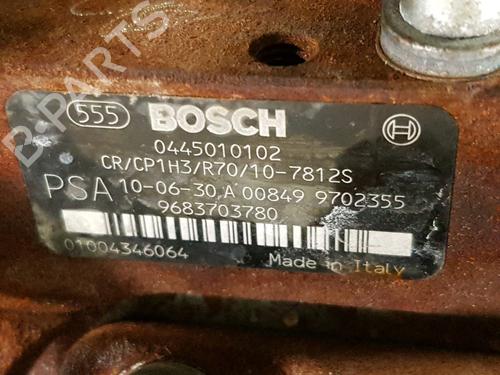 B-PARTS
555 BOSCH
0445010102
CR/CP1H3/R70/10-7812S
PSA 10-06-30 A 00849 9702355
9683703780
01004346064 Made in Italy